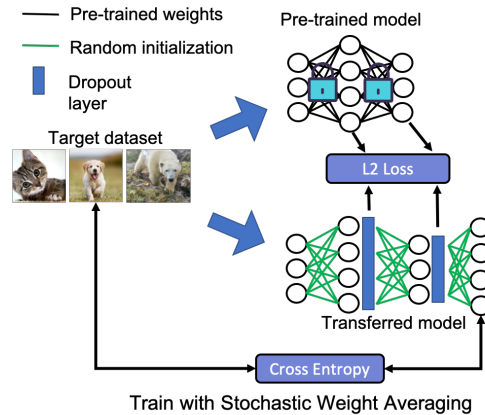 Pre-trained weights
Random initialization
Dropout
layer
Target dataset
Pre-trained model
L2 Loss
Transferred model
Cross Entropy
Train with Stochastic Weight Averaging